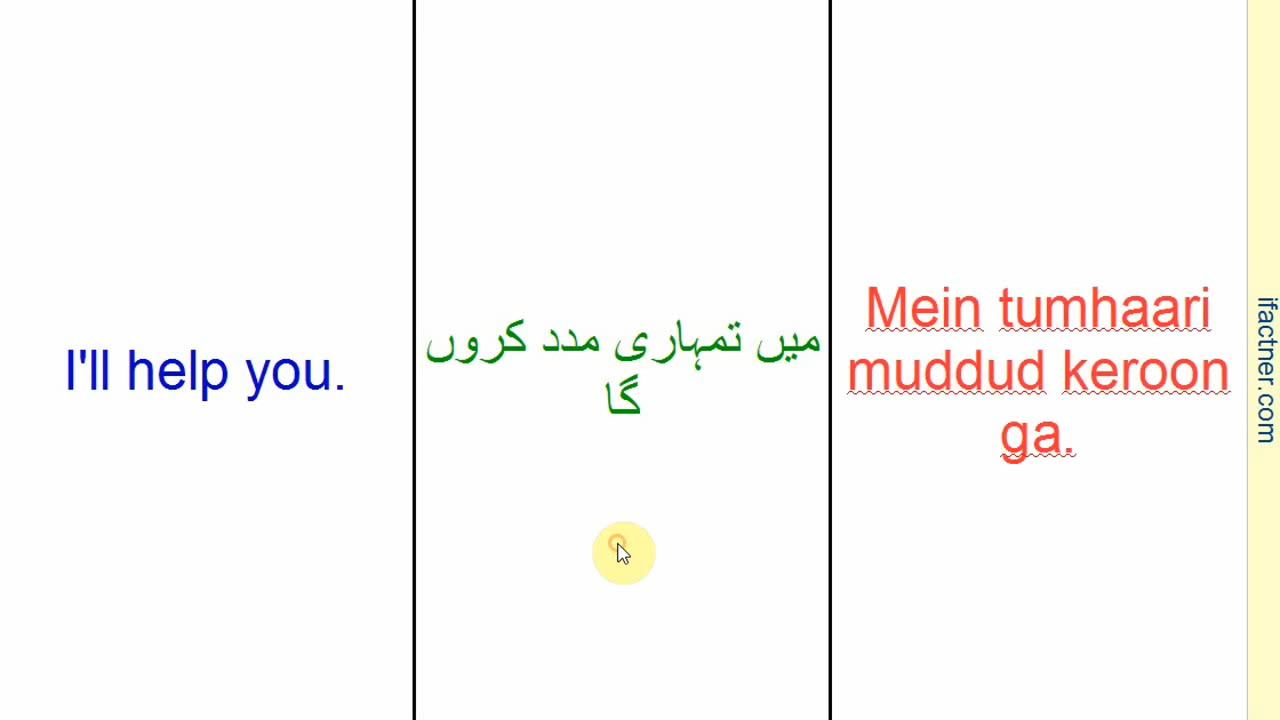 I'll help you.
میں تمہاری مدد کروں
گا
Mein tumhaari
muddud keroon
ga.
ifactner.com